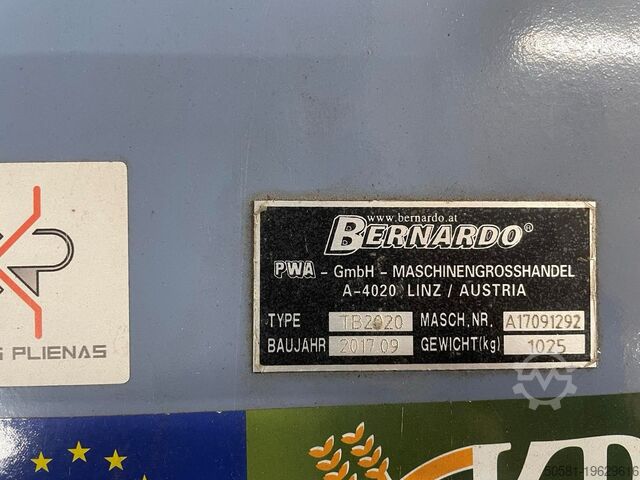 www.bernardo.at
BERNARDO®
PWA - GmbH - MASCHINENGROSSHANDEL
A-4020 LINZ / AUSTRIA
TYPE TB2020 MASCH.NR. A17091292
BAUJAHR 2017 09 GEWICHT(kg) 1025
PLIENAS
50581-19629616